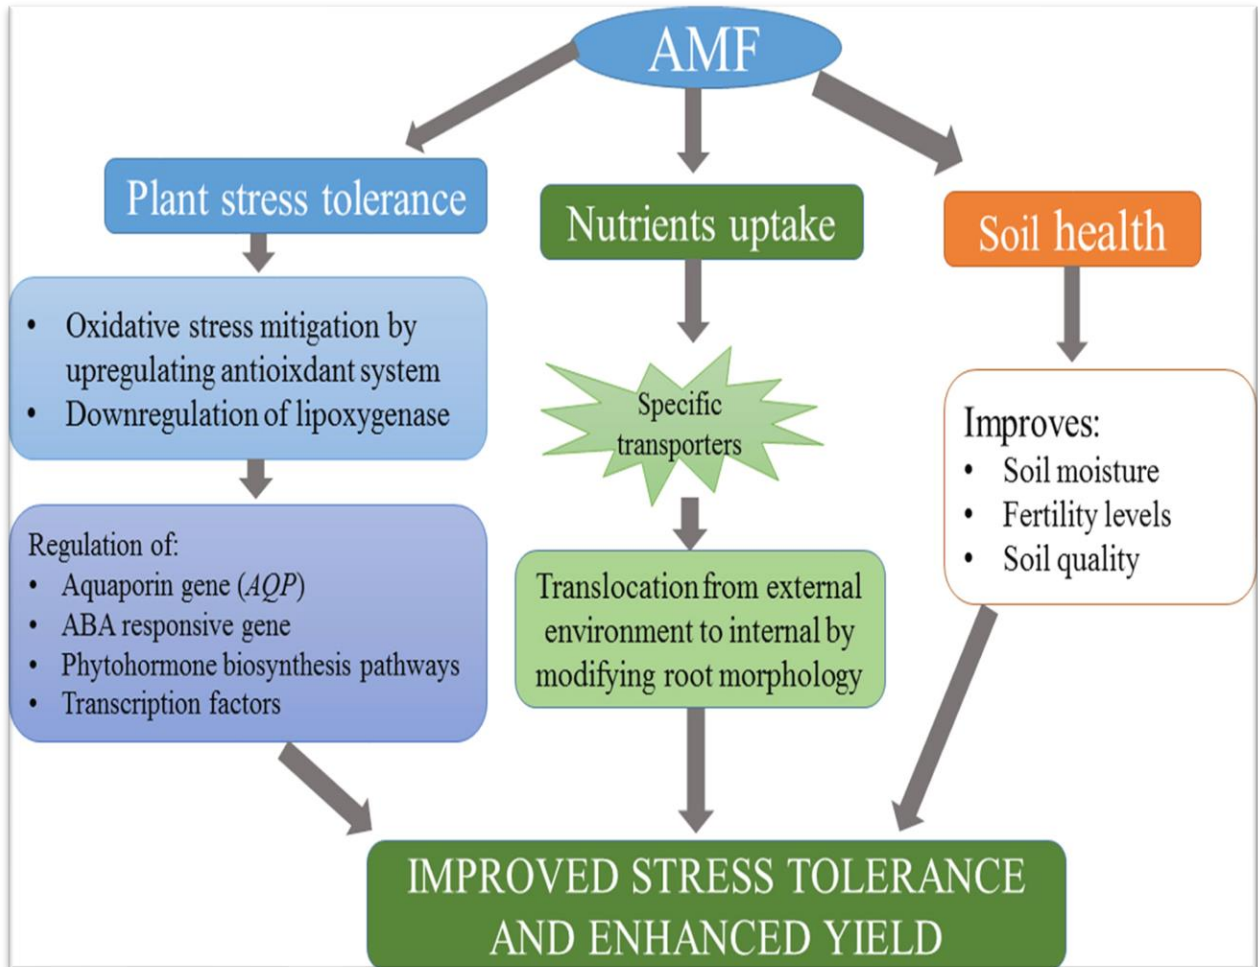 AMF
Plant stress tolerance
Nutrients uptake
Soil health
• Oxidative stress mitigation by
upregulating antioixdant system
• Downregulation of lipoxygenase
Specific
transporters
Improves:
• Soil moisture
• Fertility levels
• Soil quality
Regulation of:
• Aquaporin gene (AQP)
• ABA responsive gene
• Phytohormone biosynthesis pathways
• Transcription factors
Translocation from external
environment to internal by
modifying root morphology
IMPROVED STRESS TOLERANCE
AND ENHANCED YIELD